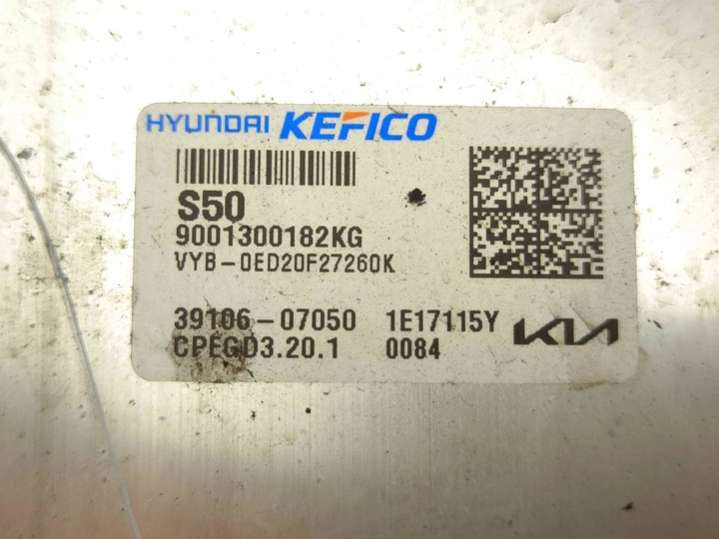 HYUNDAI KEFICO
S50
9001300182KG
VYB-0ED20F27260K
39106-07050 1E17115Y KIA
CPEGD3.20.1 0084